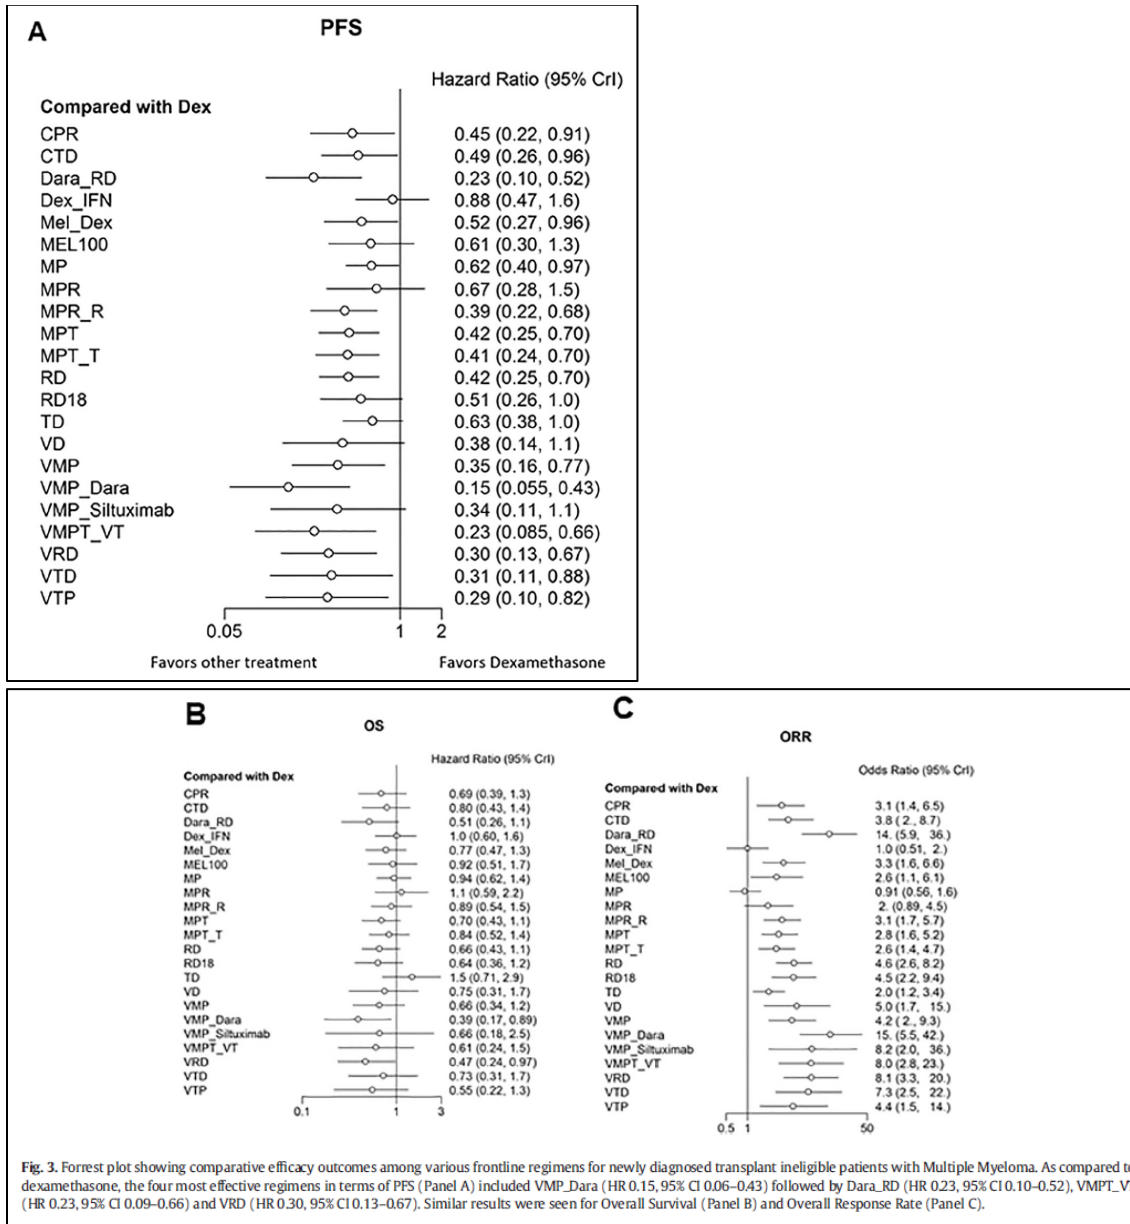 A
PFS
Hazard Ratio (95% CrI)
Compared with Dex
CPR 0.45 (0.22, 0.91)
CTD 0.49 (0.26, 0.96)
Dara_RD 0.23 (0.10, 0.52)
Dex_IFN 0.88 (0.47, 1.6)
Mel_Dex 0.52 (0.27, 0.96)
MEL100 0.61 (0.30, 1.3)
MP 0.62 (0.40, 0.97)
MPR 0.67 (0.28, 1.5)
MPR_R 0.39 (0.22, 0.68)
MPT 0.42 (0.25, 0.70)
MPT_T 0.41 (0.24, 0.70)
RD 0.42 (0.25, 0.70)
RD18 0.51 (0.26, 1.0)
TD 0.63 (0.38, 1.0)
VD 0.38 (0.14, 1.1)
VMP 0.35 (0.16, 0.77)
VMP_Dara 0.15 (0.055, 0.43)
VMP_Siltuximab 0.34 (0.11, 1.1)
VMPT_VT 0.23 (0.085, 0.66)
VRD 0.30 (0.13, 0.67)
VTD 0.31 (0.11, 0.88)
VTP 0.29 (0.10, 0.82)
0.05 1 2
Favors other treatment Favors Dexamethasone
B
OS
Hazard Ratio (95% CrI)
Compared with Dex
CPR 0.69 (0.39, 1.3)
CTD 0.80 (0.43, 1.4)
Dara_RD 0.51 (0.26, 1.1)
Dex_IFN 1.0 (0.60, 1.6)
Mel_Dex 0.77 (0.47, 1.3)
MEL100 0.92 (0.51, 1.7)
MP 0.94 (0.62, 1.4)
MPR 1.1 (0.59, 2.2)
MPR_R 0.89 (0.54, 1.5)
MPT 0.70 (0.43, 1.1)
MPT_T 0.84 (0.52, 1.4)
RD 0.66 (0.43, 1.1)
RD18 0.64 (0.36, 1.2)
TD 1.5 (0.71, 2.9)
VD 0.75 (0.31, 1.7)
VMP 0.66 (0.34, 1.2)
VMP_Dara 0.39 (0.17, 0.89)
VMP_Siltuximab 0.66 (0.18, 2.5)
VMPT_VT 0.61 (0.24, 1.5)
VRD 0.47 (0.24, 0.97)
VTD 0.73 (0.31, 1.7)
VTP 0.55 (0.22, 1.3)
0.1 1 3
C
ORR
Odds Ratio (95% CrI)
Compared with Dex
CPR 3.1 (1.4, 6.5)
CTD 3.8 (2., 8.7)
Dara_RD 14. (5.9, 36.)
Dex_IFN 1.0 (0.51, 2.)
Mel_Dex 3.3 (1.6, 6.6)
MEL100 2.6 (1.1, 6.1)
MP 0.91 (0.56, 1.6)
MPR 2. (0.89, 4.5)
MPR_R 3.1 (1.7, 5.7)
MPT 2.8 (1.6, 5.2)
MPT_T 2.6 (1.4, 4.7)
RD 4.6 (2.6, 8.2)
RD18 4.5 (2.2, 9.4)
TD 2.0 (1.2, 3.4)
VD 5.0 (1.7, 15.)
VMP 4.2 (2., 9.3)
VMP_Dara 15. (5.5, 42.)
VMP_Siltuximab 8.2 (2.0, 36.)
VMPT_VT 8.0 (2.8, 23.)
VRD 8.1 (3.3, 20.)
VTD 7.3 (2.5, 22.)
VTP 4.4 (1.5, 14.)
0.5 1 50
Fig. 3. Forrest plot showing comparative efficacy outcomes among various frontline regimens for newly diagnosed transplant ineligible patients with Multiple Myeloma. As compared to
dexamethasone, the four most effective regimens in terms of PFS (Panel A) included VMP_Dara (HR 0.15, 95% CI 0.06–0.43) followed by Dara_RD (HR 0.23, 95% CI 0.10–0.52), VMPT_VT
(HR 0.23, 95% CI 0.09–0.66) and VRD (HR 0.30, 95% CI 0.13–0.67). Similar results were seen for Overall Survival (Panel B) and Overall Response Rate (Panel C).